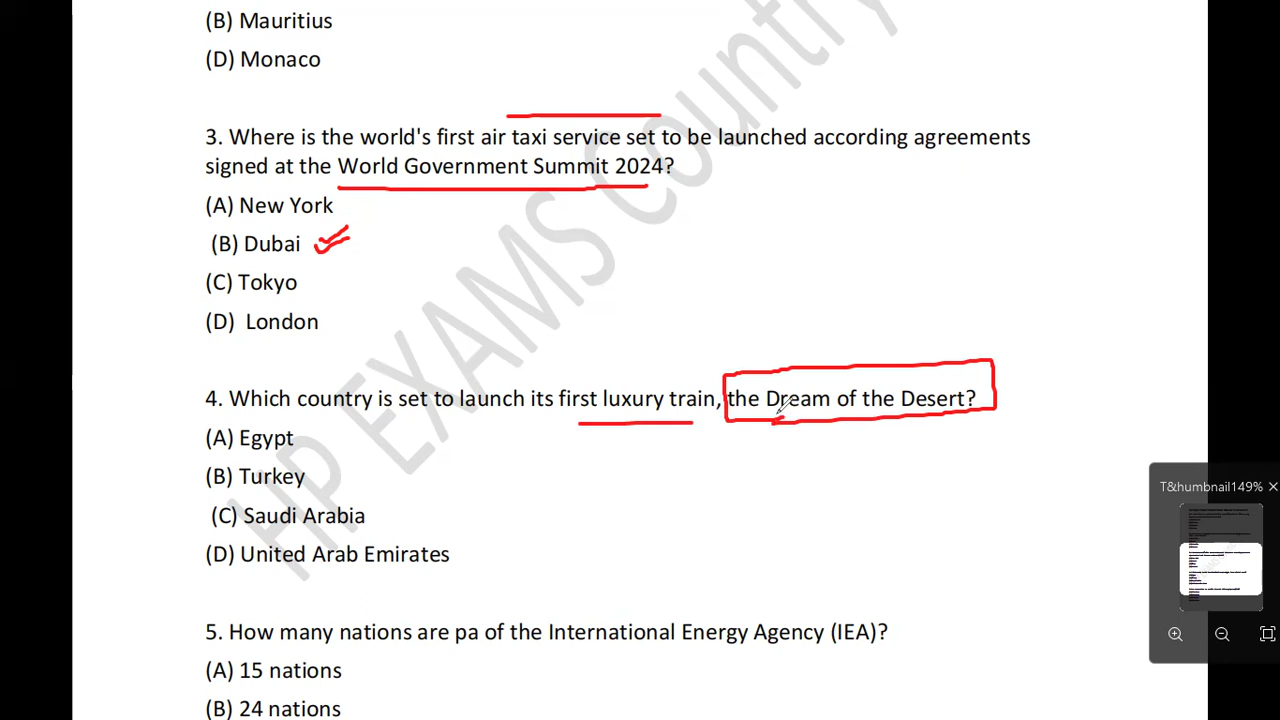 (B) Mauritius
(D) Monaco
3. Where is the world's first air taxi service set to be launched according agreements
signed at the World Government Summit 2024?
(A) New York
(B) Dubai
(C) Tokyo
(D) London
4. Which country is set to launch its first luxury train, the Dream of the Desert?
(A) Egypt
(B) Turkey
(C) Saudi Arabia
(D) United Arab Emirates
5. How many nations are pa of the International Energy Agency (IEA)?
(A) 15 nations
(B) 24 nations
HP EXAMS Country
T&humbnail149%